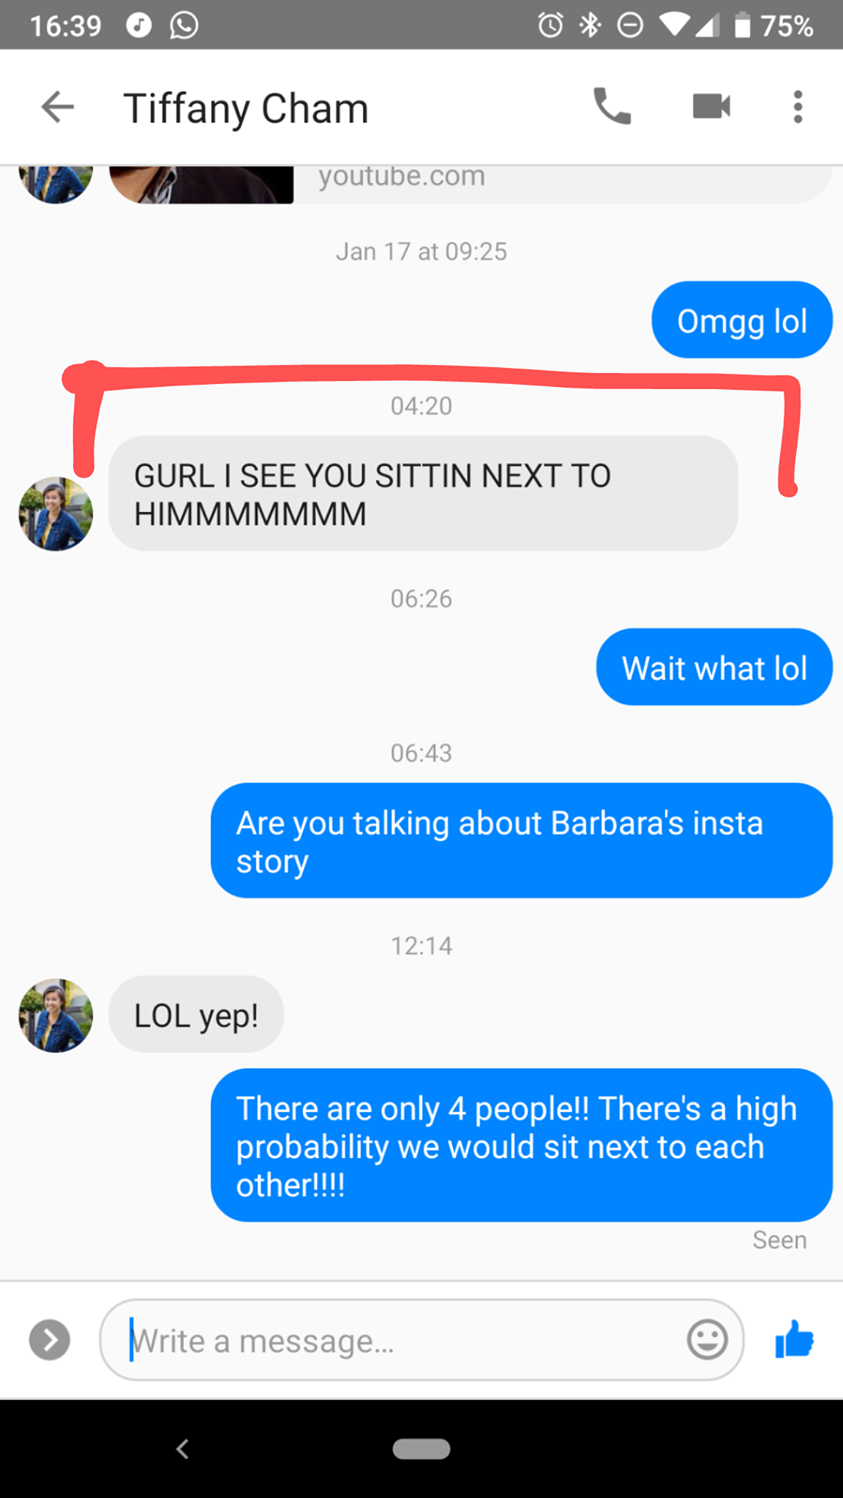 16:39
75%
Tiffany Cham
youtube.com
Jan 17 at 09:25
Omgg lol
04:20
GURL I SEE YOU SITTIN NEXT TO
HIMMMMMMM
06:26
Wait what lol
06:43
Are you talking about Barbara's insta
story
12:14
LOL yep!
There are only 4 people!! There's a high
probability we would sit next to each
other!!!!
Seen
Write a message...